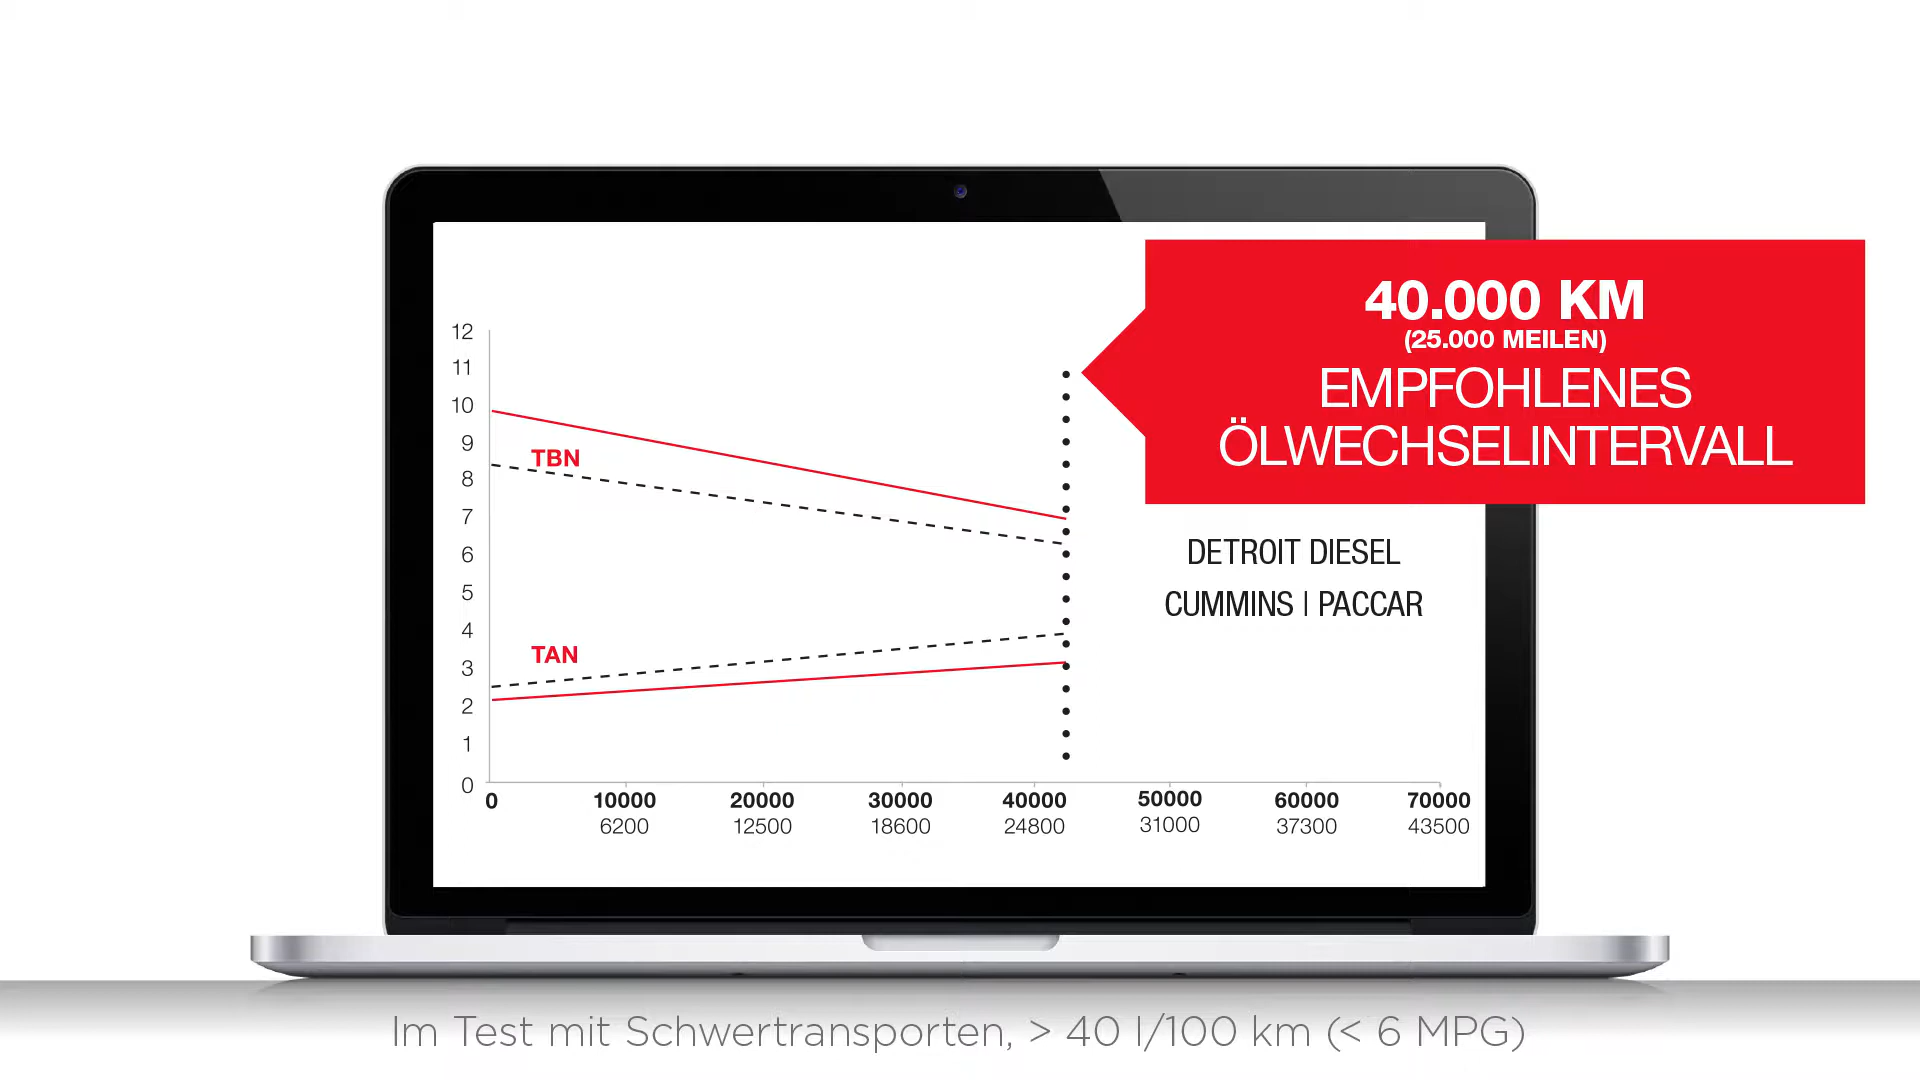 40.000 KM
(25.000 MEILEN)
EMPFOHLENES
ÖLWECHSELINTERVALL
12
11
10
9
8
7
6
5
4
3
2
1
0
TBN
TAN
DETROIT DIESEL
CUMMINS | PACCAR
0 10000 20000 30000 40000 50000 60000 70000
6200 12500 18600 24800 31000 37300 43500
Im Test mit Schwertransporten, > 40 l/100 km (< 6 MPG)